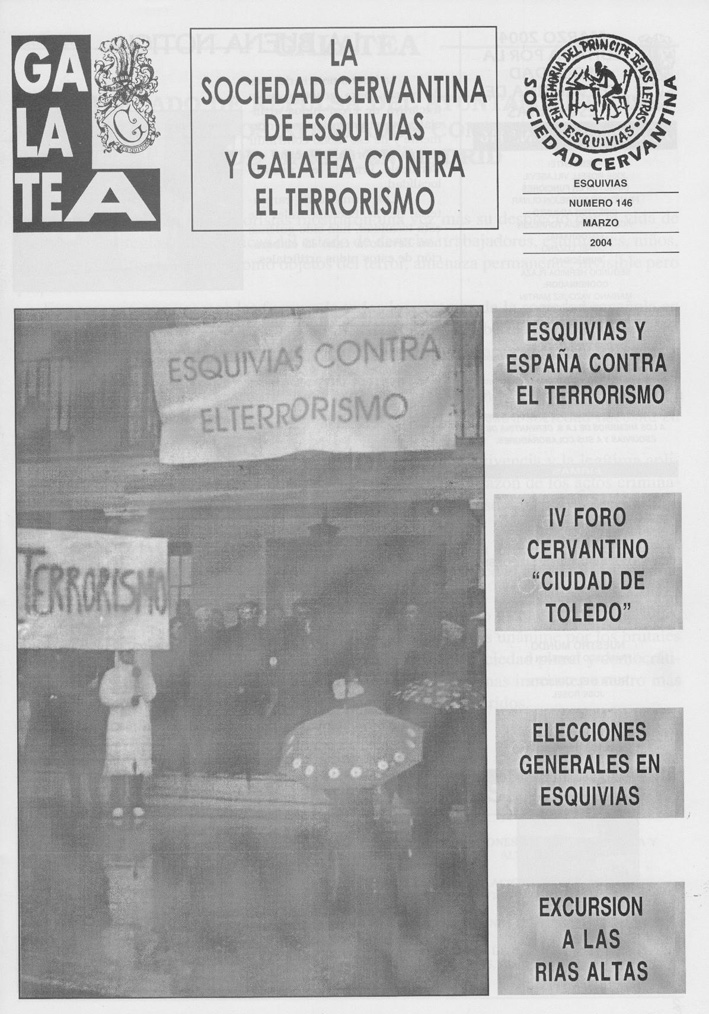 GA
LA
TEA
LA
SOCIEDAD CERVANTINA
DE ESQUIVIAS
Y GALATEA CONTRA
EL TERRORISMO
EN MEMORIA DEL PRINCIPE DE LAS LETRAS
• ESQUIVIAS •
SOCIEDAD CERVANTINA
ESQUIVIAS
NUMERO 146
MARZO
2004
ESQUIVIAS CONTRA
ELTERRORISMO
TERRORISMO
ESQUIVIAS Y
ESPAÑA CONTRA
EL TERRORISMO
IV FORO
CERVANTINO
“CIUDAD DE
TOLEDO”
ELECCIONES
GENERALES EN
ESQUIVIAS
EXCURSION
A LAS
RIAS ALTAS